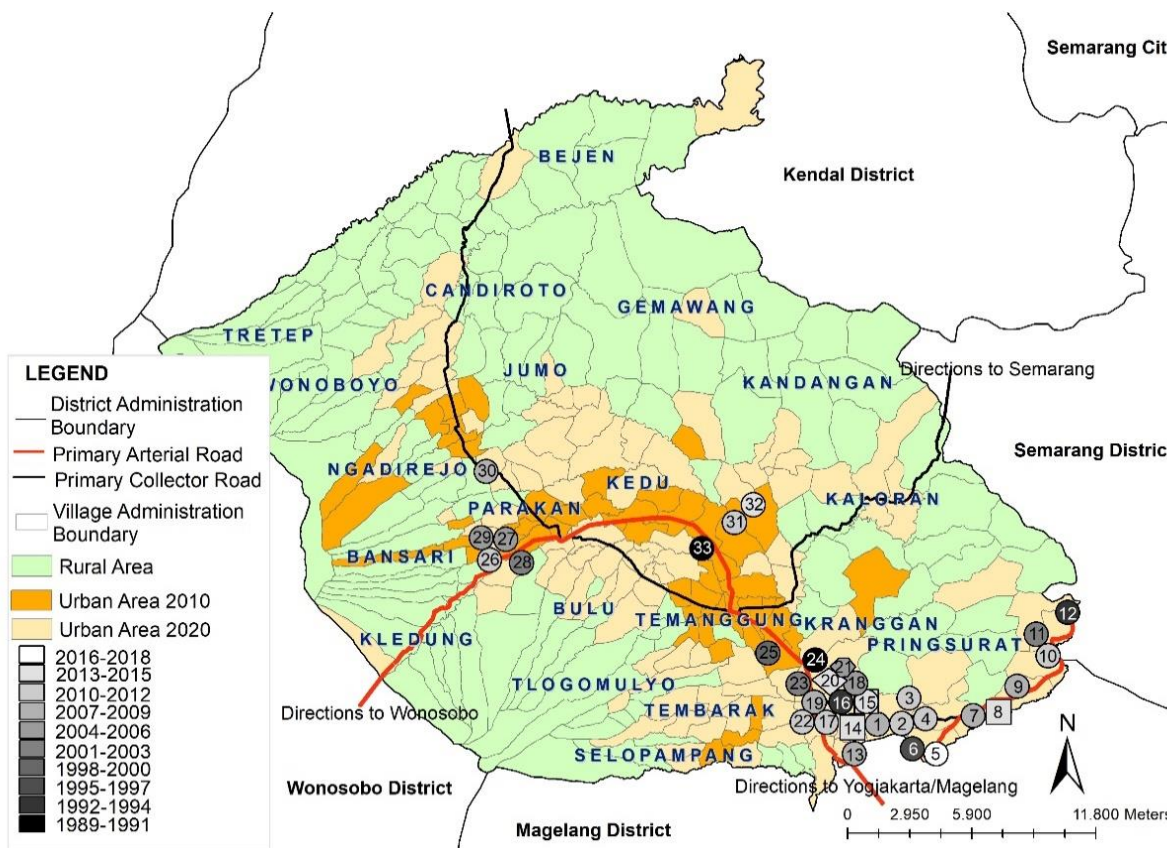 Semarang Cit
Kendal District
BEJEN
CANDIROTO
GEMAWANG
TRETEP
Directions to Semarang
JUMO
WONOBOYO
KANDANGAN
Semarang Distric
NGADIREJO
30
KEDU
32
KALORAN
PARAKAN
31
29
27
33
BANSARI
26
28
BULU
12
TEMANGGUNG
KRANGGAN
11
KLEDUNG
PRINGSURAT
25
24
21
10
TLOGOMULYO
23
20
18
9
Directions to Wonosobo
TEMBARAK
19
16
15
3
8
22
17
14
1
2
4
7
SELOPAMPANG
13
6
5
Wonosobo District
Directions to Yogjakarta/Magelang
Magelang District
N
0 2.950 5.900 11.800 Meters
LEGEND
District Administration
Boundary
Primary Arterial Road
Primary Collector Road
Village Administration
Boundary
Rural Area
Urban Area 2010
Urban Area 2020
2016-2018
2013-2015
2010-2012
2007-2009
2004-2006
2001-2003
1998-2000
1995-1997
1992-1994
1989-1991